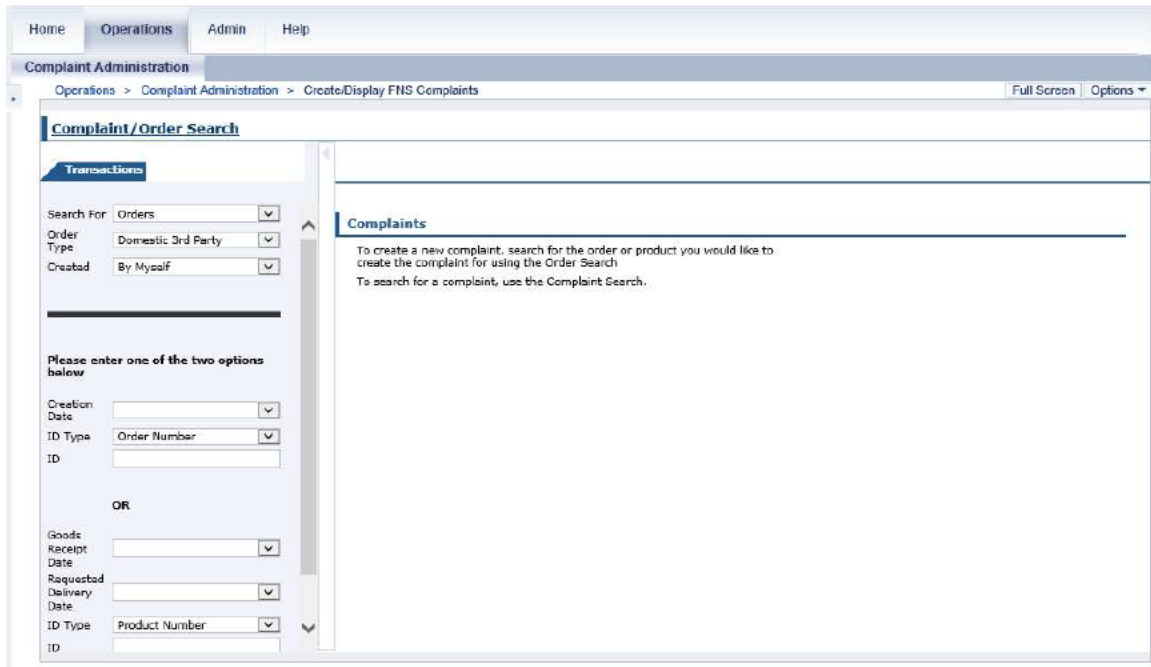 Home Operations Admin Help
Complaint Administration
Operations > Complaint Administration > Create/Display FNS Complaints Full Screen Options
Complaint/Order Search
Transactions
Search For Orders
Order Type Domestic 3rd Party
Created By Myself
Please enter one of the two options
below
Creation
Date
ID Type Order Number
ID
OR
Goods
Receipt
Date
Requested
Delivery
Date
ID Type Product Number
ID
Complaints
To create a new complaint, search for the order or product you would like to
create the complaint for using the Order Search
To search for a complaint, use the Complaint Search.